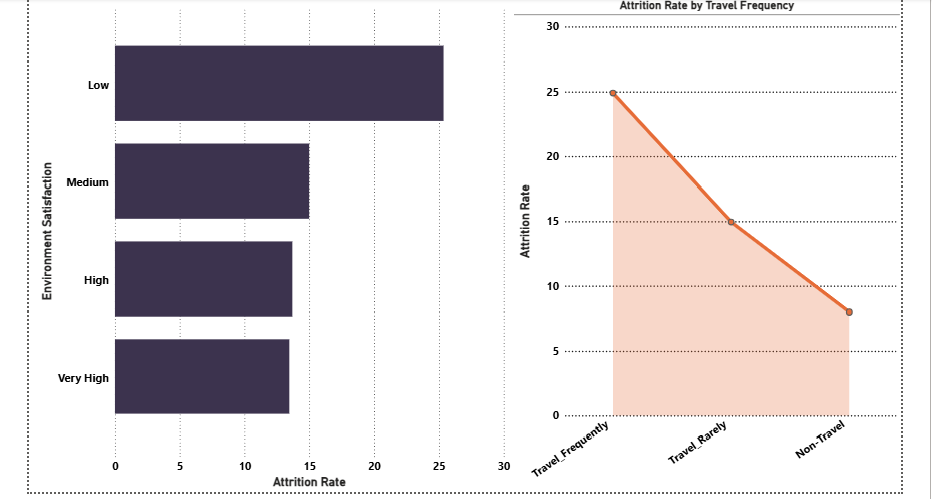 Attrition Rate by Travel Frequency
Environment Satisfaction
Low
Medium
High
Very High
0 5 10 15 20 25 30
Attrition Rate
Attrition Rate
30
25
20
15
10
5
0
Travel_Frequently
Travel_Rarely
Non-Travel